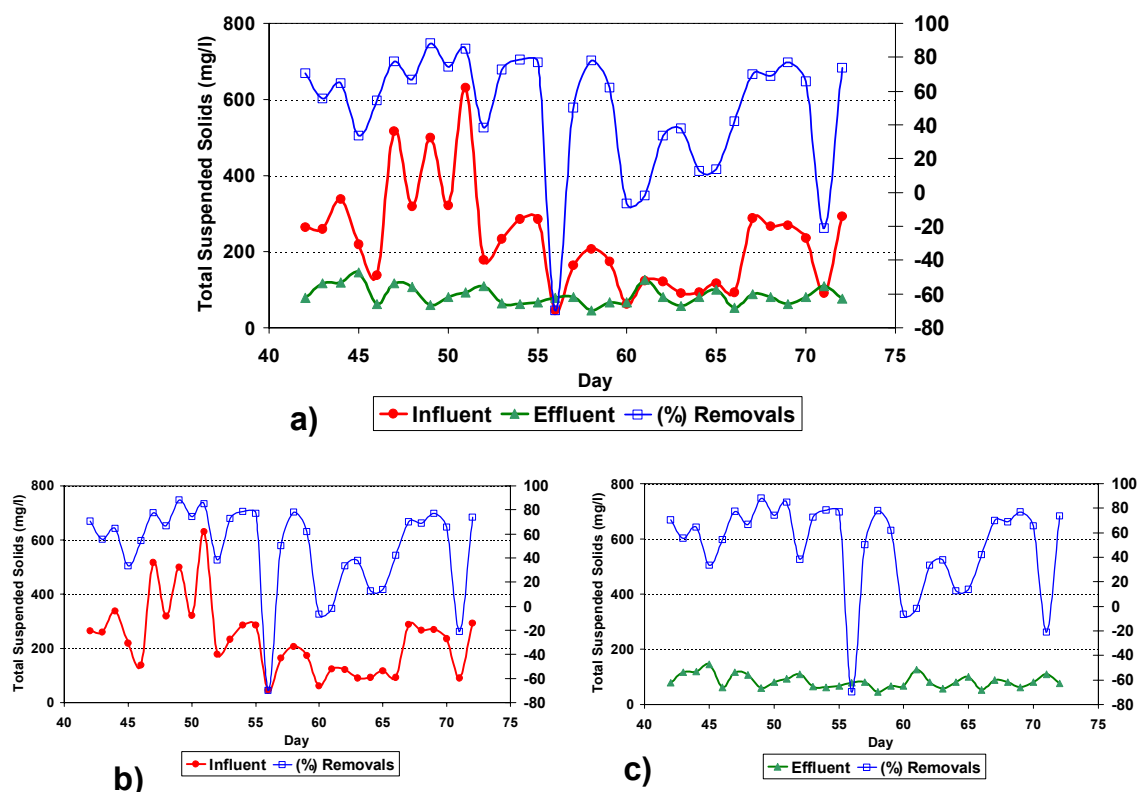 800 100
80
600 60
40
400 20
0
-20
200 -40
-60
0 -80
40 45 50 55 60 65 70 75
Total Suspended Solids (mg/l)
Day
a)
Influent Effluent (%) Removals
800 100
80
600 60
40
400 20
0
-20
200 -40
-60
0 -80
40 45 50 55 60 65 70 75
Total Suspended Solids (mg/l)
Day
b)
Influent (%) Removals
800 100
80
600 60
40
400 20
0
-20
200 -40
-60
0 -80
40 45 50 55 60 65 70 75
Total Suspended Solids (mg/l)
Day
c)
Effluent (%) Removals